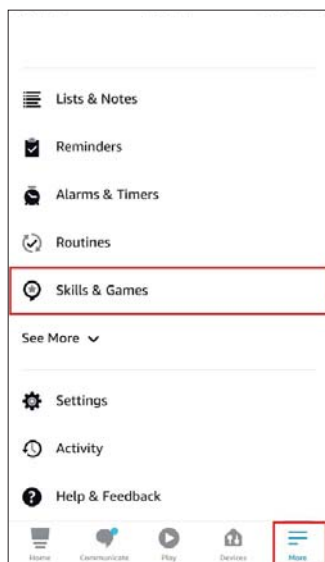 Lists & Notes
Reminders
Alarms & Timers
Routines
Skills & Games
See More
Settings
Activity
Help & Feedback
Home Communicate Play Devices More